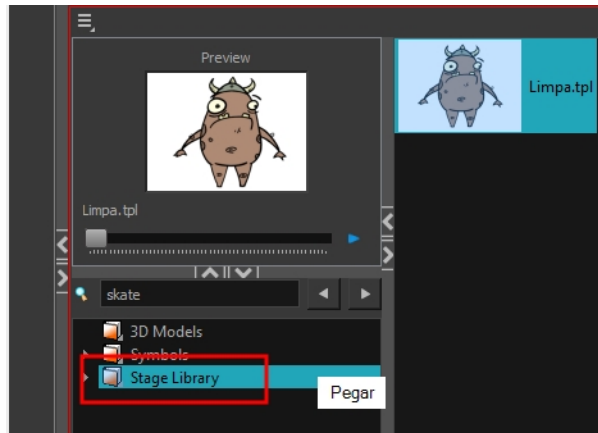 Preview
Limpa.tpl
Limpa.tpl
skate
3D Models
Symbols
Stage Library
Pegar